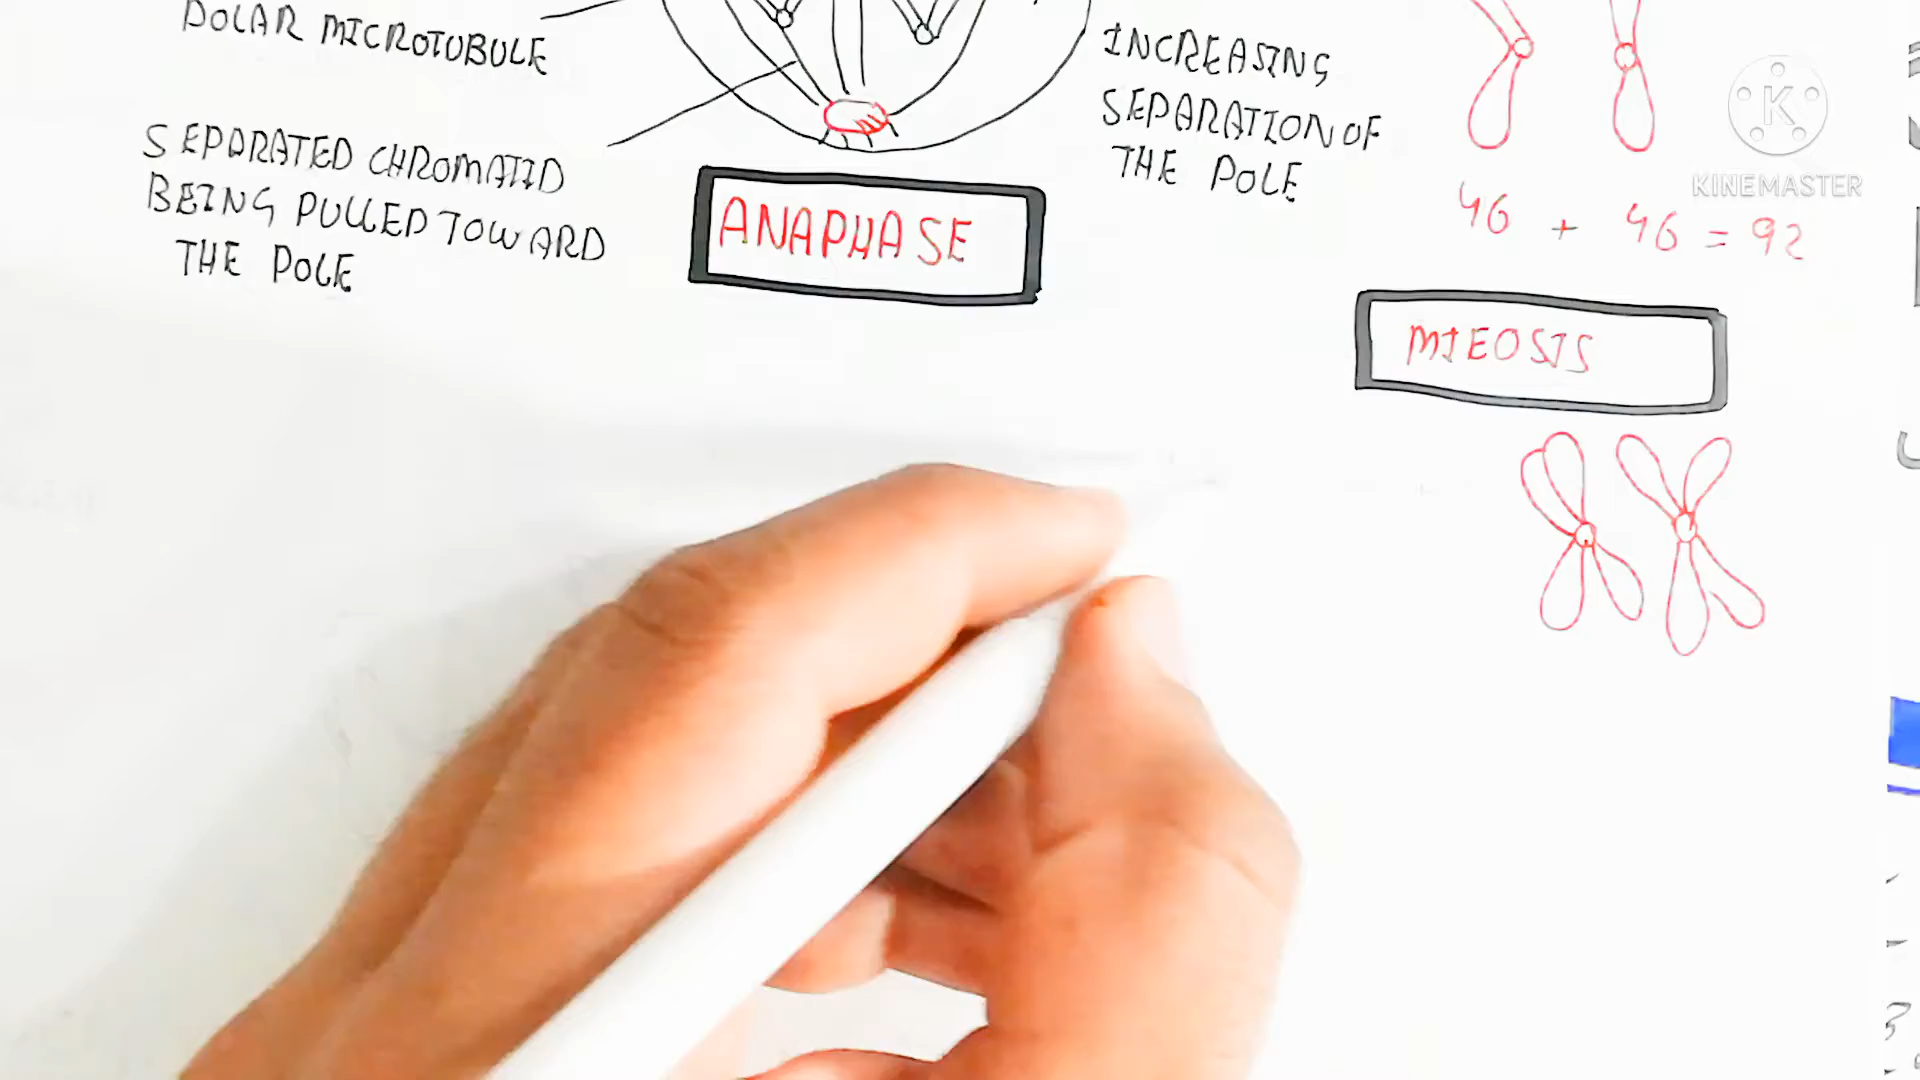 POLAR MICROTUBULE
SEPARATED CHROMATID
BEING PULLED TOWARD
THE POLE
ANAPHASE
INCREASING
SEPARATION OF
THE POLE
K
KINEMASTER
46 + 46 = 92
MIEOSIS